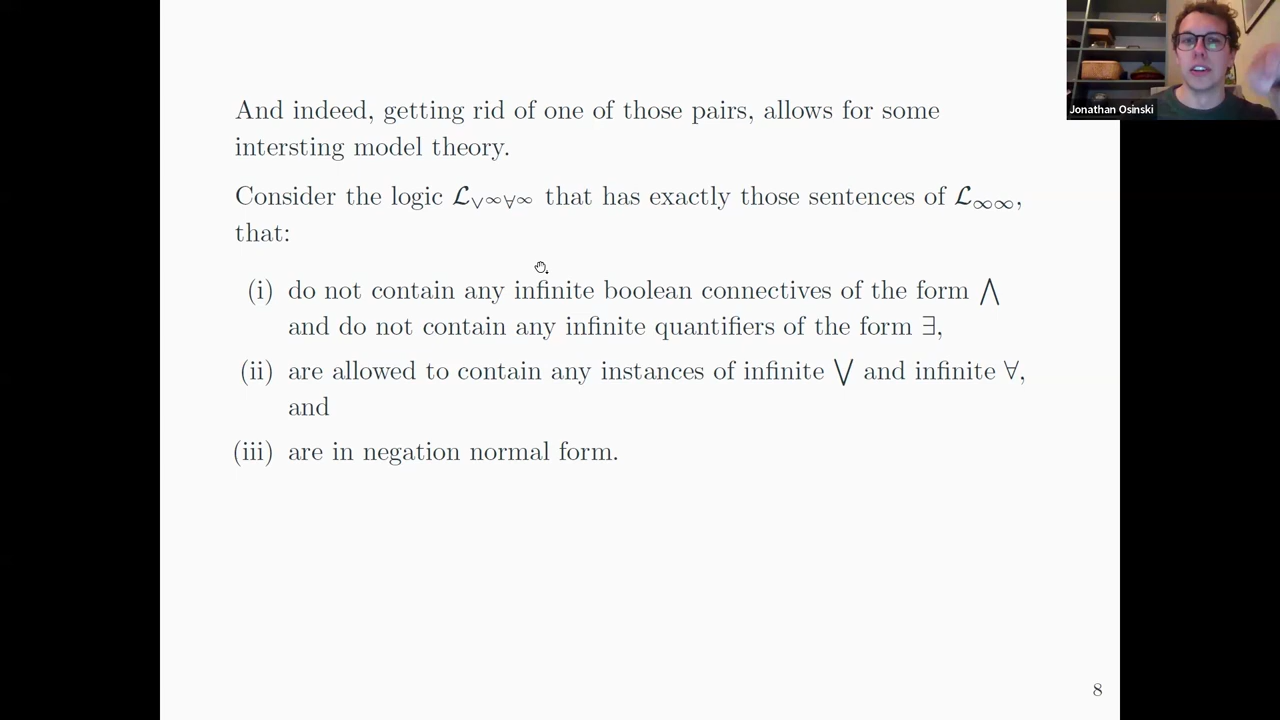 Jonathan Osinski
And indeed, getting rid of one of those pairs, allows for some
intersting model theory.
Consider the logic ℒ∨∞∀∞ that has exactly those sentences of ℒ∞∞,
that:
(i) do not contain any infinite boolean connectives of the form ⋀
and do not contain any infinite quantifiers of the form ∃,
(ii) are allowed to contain any instances of infinite ⋁ and infinite ∀,
and
(iii) are in negation normal form.
8